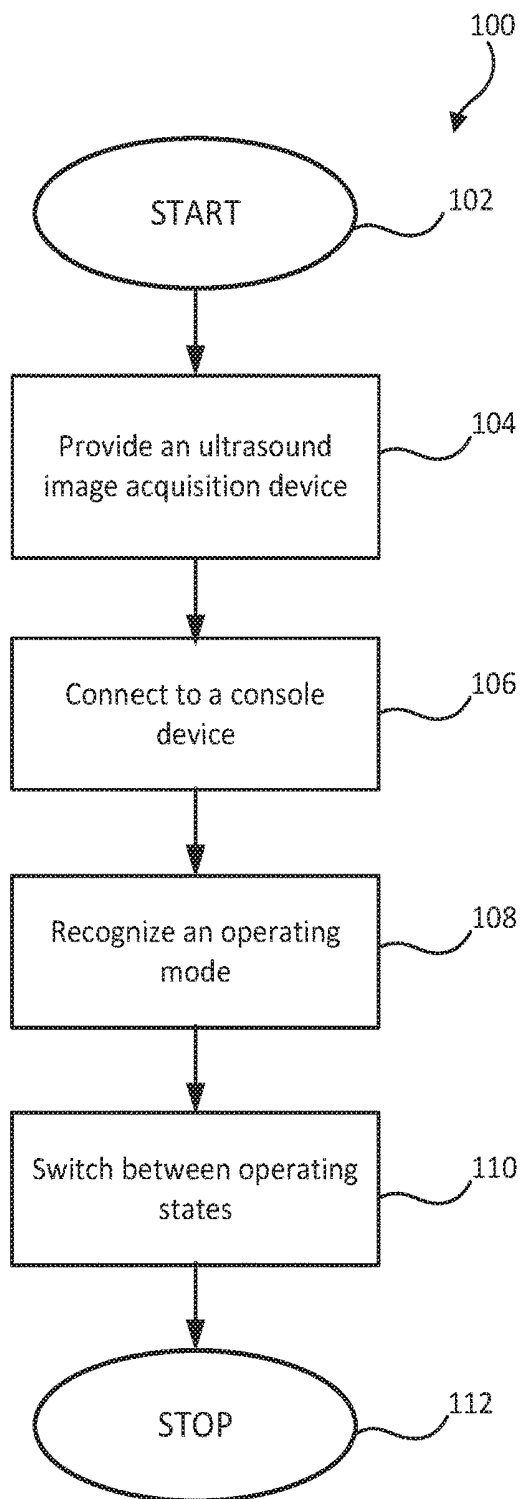 100
START
102
Provide an ultrasound
image acquisition device
104
Connect to a console
device
106
Recognize an operating
mode
108
Switch between operating
states
110
STOP
112